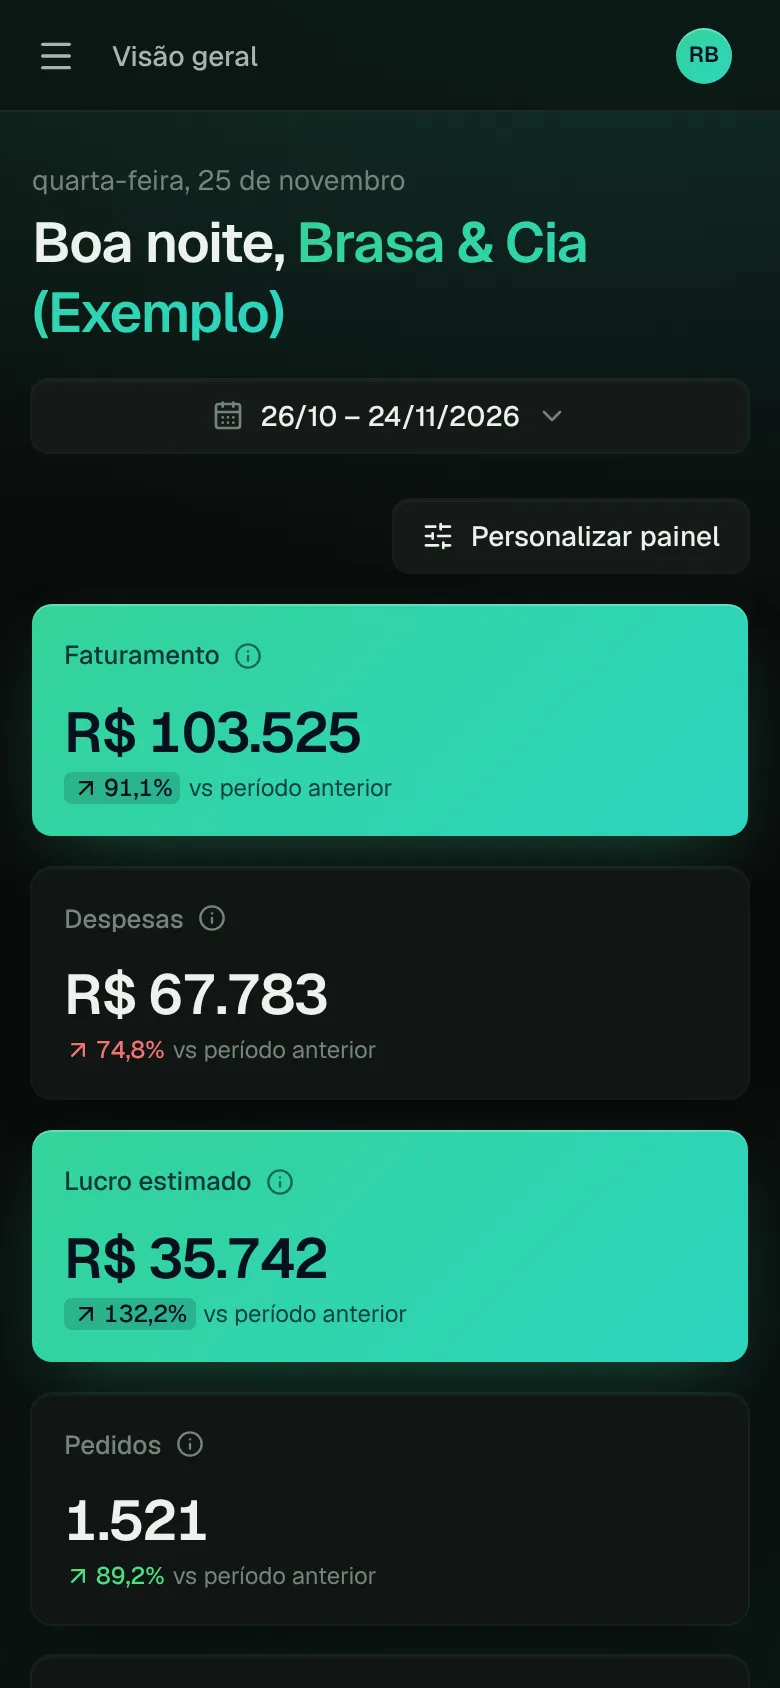 Visão geral
RB
quarta-feira, 25 de novembro
Boa noite, Brasa & Cia
(Exemplo)
26/10 – 24/11/2026
Personalizar painel
Faturamento
R$ 103.525
91,1% vs período anterior
Despesas
R$ 67.783
74,8% vs período anterior
Lucro estimado
R$ 35.742
132,2% vs período anterior
Pedidos
1.521
89,2% vs período anterior